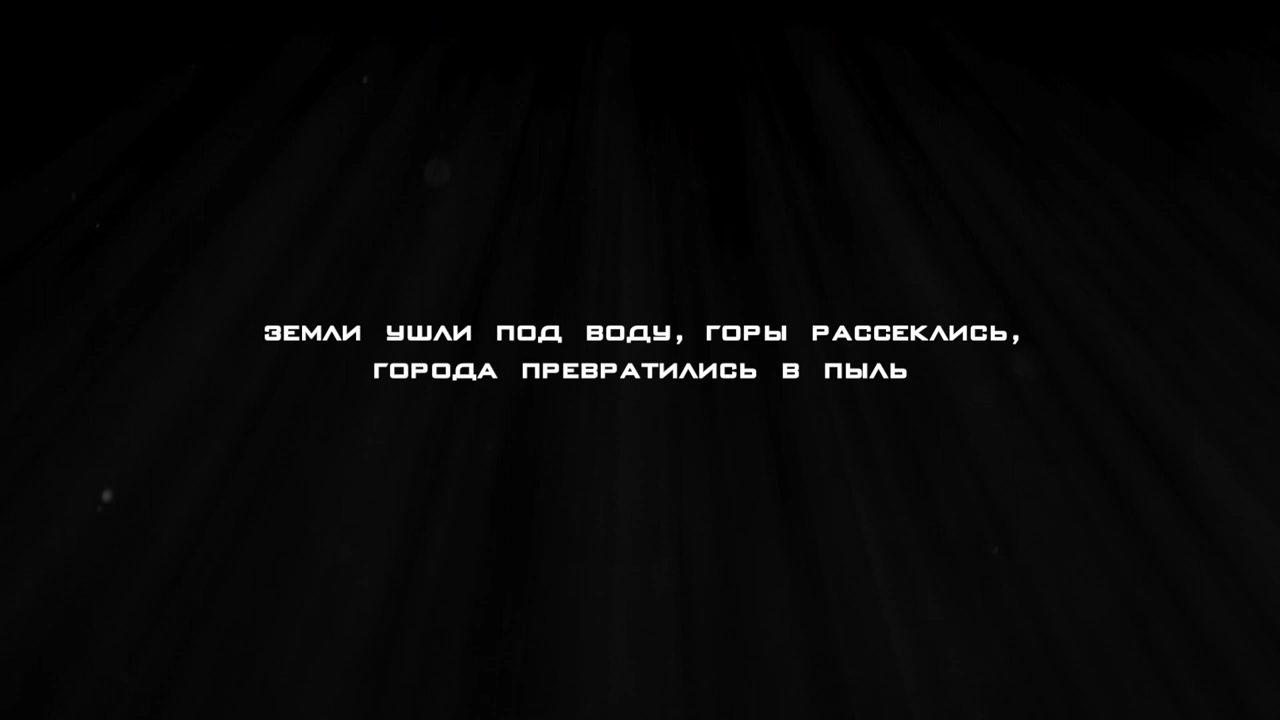 ЗЕМЛИ УШЛИ ПОД ВОДУ, ГОРЫ РАССЕКЛИСЬ,
ГОРОДА ПРЕВРАТИЛИСЬ В ПЫЛЬ